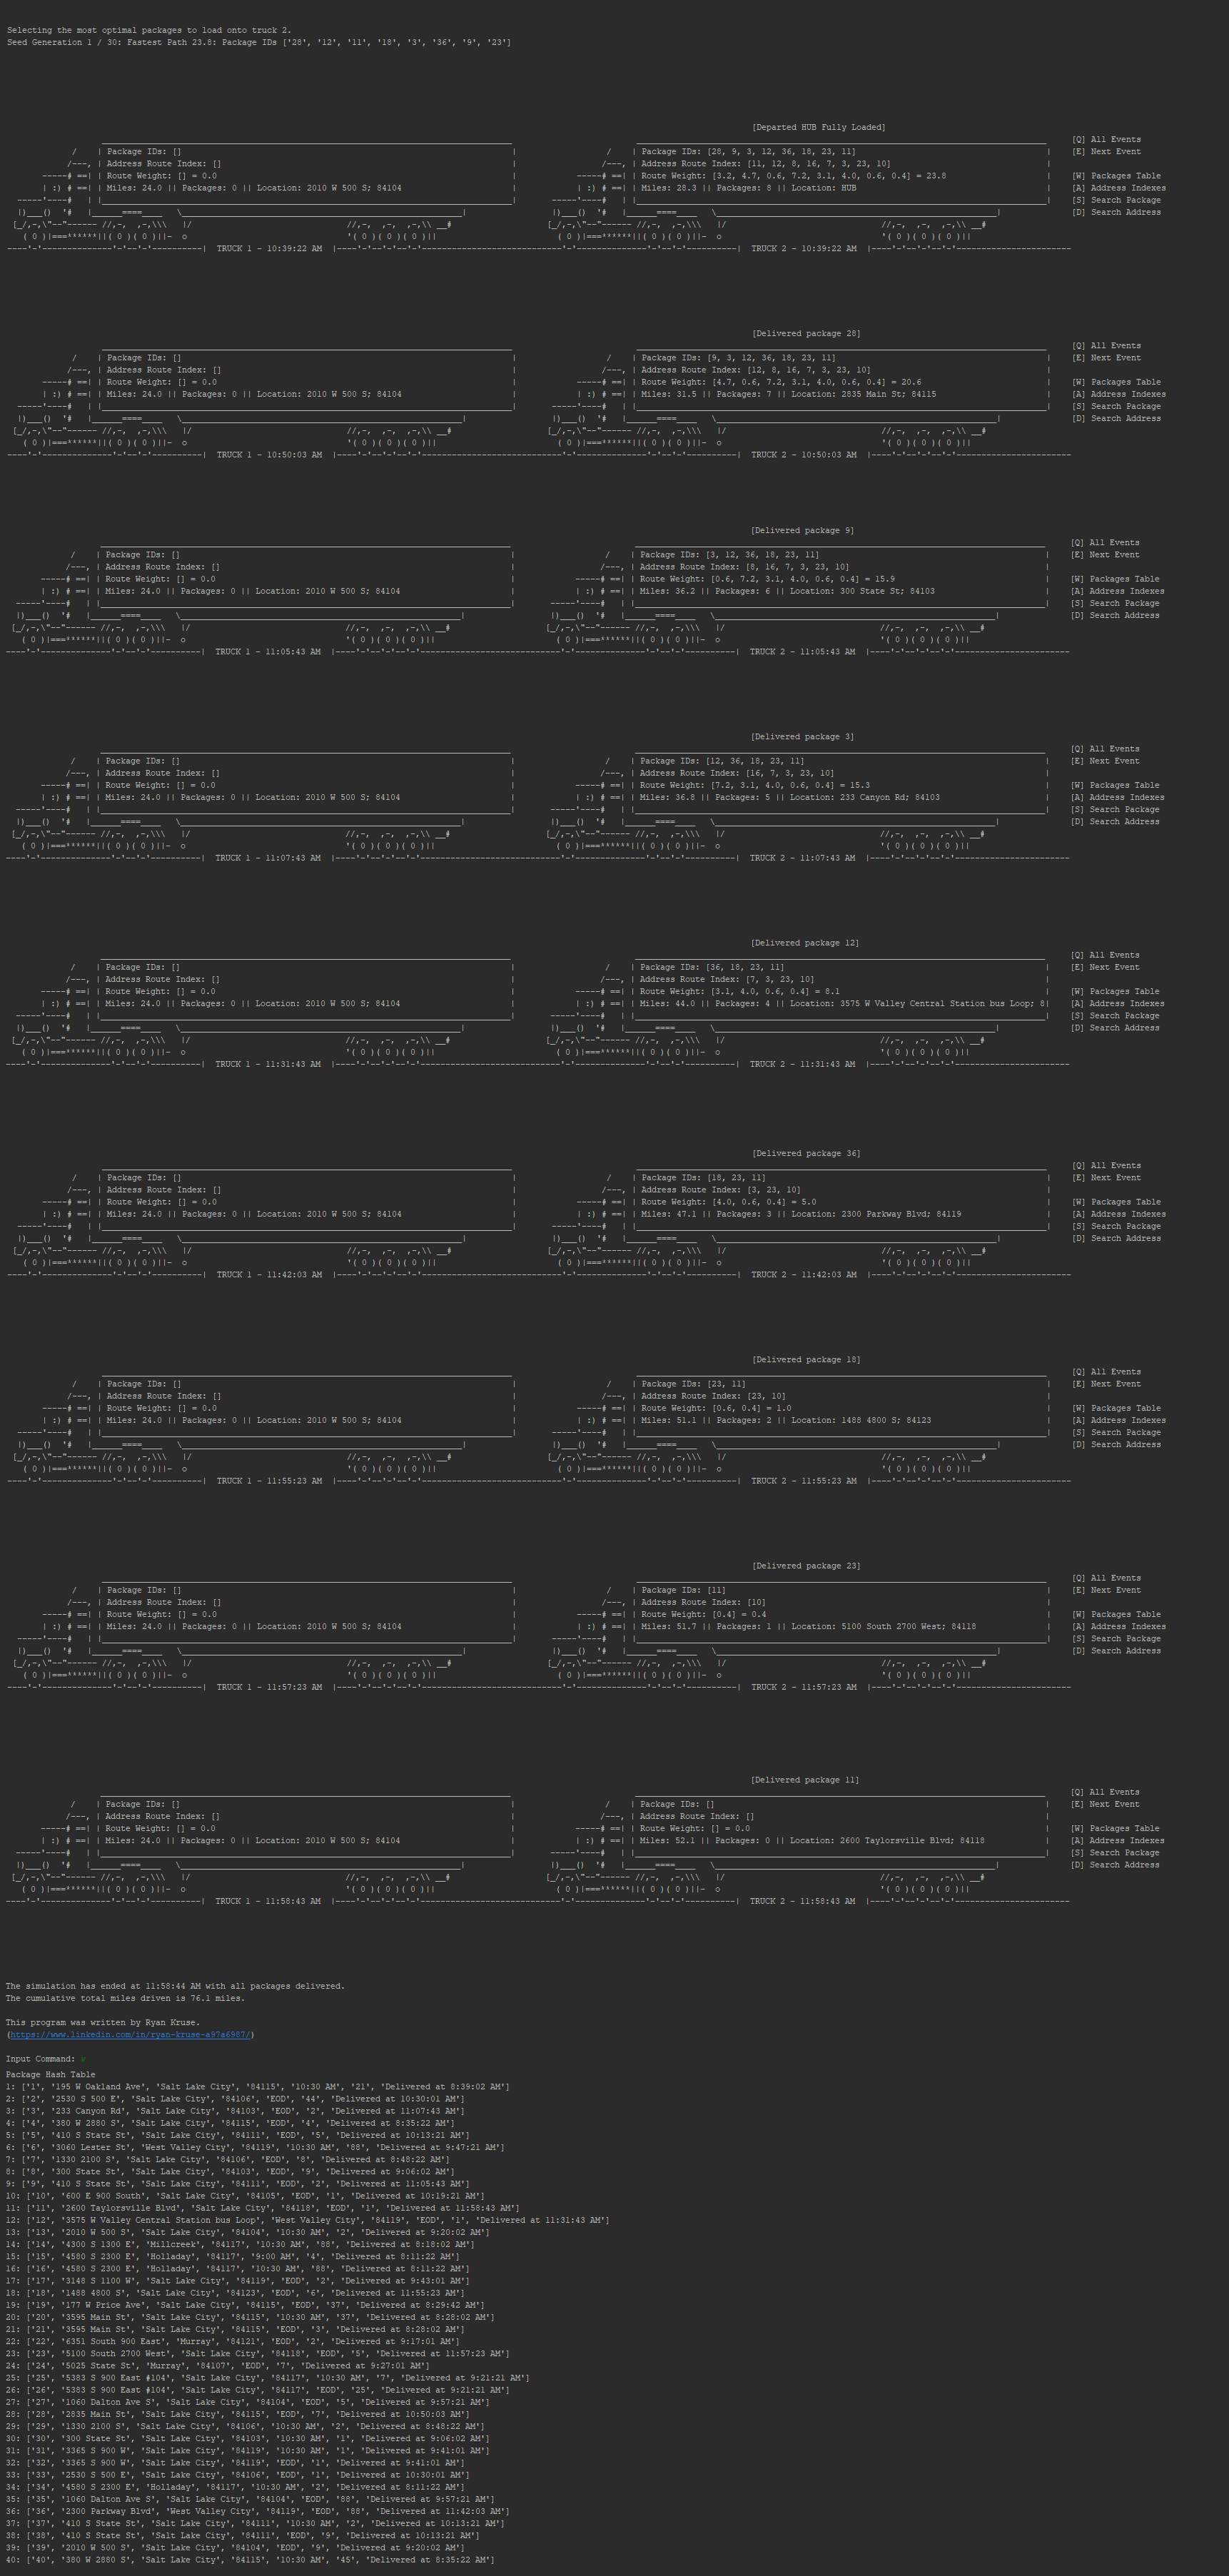 Selecting the most optimal packages to load onto truck 2.
Seed Generation 1 / 30: Fastest Path 23.8: Package IDs ['28', '12', '11', '18', '3', '36', '9', '23']
[Departed HUB Fully Loaded]
[Q] All Events
| Package IDs: [] | | Package IDs: [28, 9, 3, 12, 36, 18, 23, 11] | [E] Next Event
| Address Route Index: [] | | Address Route Index: [11, 12, 8, 16, 7, 3, 23, 10] |
| Route Weight: [] = 0.0 | | Route Weight: [3.2, 4.7, 0.6, 7.2, 3.1, 4.0, 0.6, 0.4] = 23.8 | [W] Packages Table
| Miles: 24.0 || Packages: 0 || Location: 2010 W 500 S; 84104 | | Miles: 28.3 || Packages: 8 || Location: HUB | [A] Address Indexes
[S] Search Package
[D] Search Address
| TRUCK 1 - 10:39:22 AM | | TRUCK 2 - 10:39:22 AM |
[Delivered package 28]
[Q] All Events
| Package IDs: [] | | Package IDs: [9, 3, 12, 36, 18, 23, 11] | [E] Next Event
| Address Route Index: [] | | Address Route Index: [12, 8, 16, 7, 3, 23, 10] |
| Route Weight: [] = 0.0 | | Route Weight: [4.7, 0.6, 7.2, 3.1, 4.0, 0.6, 0.4] = 20.6 | [W] Packages Table
| Miles: 24.0 || Packages: 0 || Location: 2010 W 500 S; 84104 | | Miles: 31.5 || Packages: 7 || Location: 2835 Main St; 84115 | [A] Address Indexes
[S] Search Package
[D] Search Address
| TRUCK 1 - 10:50:03 AM | | TRUCK 2 - 10:50:03 AM |
[Delivered package 9]
[Q] All Events
| Package IDs: [] | | Package IDs: [3, 12, 36, 18, 23, 11] | [E] Next Event
| Address Route Index: [] | | Address Route Index: [8, 16, 7, 3, 23, 10] |
| Route Weight: [] = 0.0 | | Route Weight: [0.6, 7.2, 3.1, 4.0, 0.6, 0.4] = 15.9 | [W] Packages Table
| Miles: 24.0 || Packages: 0 || Location: 2010 W 500 S; 84104 | | Miles: 36.2 || Packages: 6 || Location: 300 State St; 84103 | [A] Address Indexes
[S] Search Package
[D] Search Address
| TRUCK 1 - 11:05:43 AM | | TRUCK 2 - 11:05:43 AM |
[Delivered package 3]
[Q] All Events
| Package IDs: [] | | Package IDs: [12, 36, 18, 23, 11] | [E] Next Event
| Address Route Index: [] | | Address Route Index: [16, 7, 3, 23, 10] |
| Route Weight: [] = 0.0 | | Route Weight: [7.2, 3.1, 4.0, 0.6, 0.4] = 15.3 | [W] Packages Table
| Miles: 24.0 || Packages: 0 || Location: 2010 W 500 S; 84104 | | Miles: 36.8 || Packages: 5 || Location: 233 Canyon Rd; 84103 | [A] Address Indexes
[S] Search Package
[D] Search Address
| TRUCK 1 - 11:07:43 AM | | TRUCK 2 - 11:07:43 AM |
[Delivered package 12]
[Q] All Events
| Package IDs: [] | | Package IDs: [36, 18, 23, 11] | [E] Next Event
| Address Route Index: [] | | Address Route Index: [7, 3, 23, 10] |
| Route Weight: [] = 0.0 | | Route Weight: [3.1, 4.0, 0.6, 0.4] = 8.1 | [W] Packages Table
| Miles: 24.0 || Packages: 0 || Location: 2010 W 500 S; 84104 | | Miles: 44.0 || Packages: 4 || Location: 3575 W Valley Central Station bus Loop; 8| [A] Address Indexes
[S] Search Package
[D] Search Address
| TRUCK 1 - 11:31:43 AM | | TRUCK 2 - 11:31:43 AM |
[Delivered package 36]
[Q] All Events
| Package IDs: [] | | Package IDs: [18, 23, 11] | [E] Next Event
| Address Route Index: [] | | Address Route Index: [3, 23, 10] |
| Route Weight: [] = 0.0 | | Route Weight: [4.0, 0.6, 0.4] = 5.0 | [W] Packages Table
| Miles: 24.0 || Packages: 0 || Location: 2010 W 500 S; 84104 | | Miles: 47.1 || Packages: 3 || Location: 2300 Parkway Blvd; 84119 | [A] Address Indexes
[S] Search Package
[D] Search Address
| TRUCK 1 - 11:42:03 AM | | TRUCK 2 - 11:42:03 AM |
[Delivered package 18]
[Q] All Events
| Package IDs: [] | | Package IDs: [23, 11] | [E] Next Event
| Address Route Index: [] | | Address Route Index: [23, 10] |
| Route Weight: [] = 0.0 | | Route Weight: [0.6, 0.4] = 1.0 | [W] Packages Table
| Miles: 24.0 || Packages: 0 || Location: 2010 W 500 S; 84104 | | Miles: 51.1 || Packages: 2 || Location: 1488 4800 S; 84123 | [A] Address Indexes
[S] Search Package
[D] Search Address
| TRUCK 1 - 11:55:23 AM | | TRUCK 2 - 11:55:23 AM |
[Delivered package 23]
[Q] All Events
| Package IDs: [] | | Package IDs: [11] | [E] Next Event
| Address Route Index: [] | | Address Route Index: [10] |
| Route Weight: [] = 0.0 | | Route Weight: [0.4] = 0.4 | [W] Packages Table
| Miles: 24.0 || Packages: 0 || Location: 2010 W 500 S; 84104 | | Miles: 51.7 || Packages: 1 || Location: 5100 South 2700 West; 84118 | [A] Address Indexes
[S] Search Package
[D] Search Address
| TRUCK 1 - 11:57:23 AM | | TRUCK 2 - 11:57:23 AM |
[Delivered package 11]
[Q] All Events
| Package IDs: [] | | Package IDs: [] | [E] Next Event
| Address Route Index: [] | | Address Route Index: [] |
| Route Weight: [] = 0.0 | | Route Weight: [] = 0.0 | [W] Packages Table
| Miles: 24.0 || Packages: 0 || Location: 2010 W 500 S; 84104 | | Miles: 52.1 || Packages: 0 || Location: 2600 Taylorsville Blvd; 84118 | [A] Address Indexes
[S] Search Package
[D] Search Address
| TRUCK 1 - 11:58:43 AM | | TRUCK 2 - 11:58:43 AM |
The simulation has ended at 11:58:44 AM with all packages delivered.
The cumulative total miles driven is 76.1 miles.
This program was written by Ryan Kruse.
(https://www.linkedin.com/in/ryan-kruse-a97a6987/)
Input Command:
Package Hash Table
1: ['1', '195 W Oakland Ave', 'Salt Lake City', '84115', '10:30 AM', '21', 'Delivered at 8:39:02 AM']
2: ['2', '2530 S 500 E', 'Salt Lake City', '84106', 'EOD', '44', 'Delivered at 10:30:01 AM']
3: ['3', '233 Canyon Rd', 'Salt Lake City', '84103', 'EOD', '2', 'Delivered at 11:07:43 AM']
4: ['4', '380 W 2880 S', 'Salt Lake City', '84115', 'EOD', '4', 'Delivered at 8:35:22 AM']
5: ['5', '410 S State St', 'Salt Lake City', '84111', 'EOD', '5', 'Delivered at 10:13:21 AM']
6: ['6', '3060 Lester St', 'West Valley City', '84119', '10:30 AM', '88', 'Delivered at 9:47:21 AM']
7: ['7', '1330 2100 S', 'Salt Lake City', '84106', 'EOD', '8', 'Delivered at 8:48:22 AM']
8: ['8', '300 State St', 'Salt Lake City', '84103', 'EOD', '9', 'Delivered at 9:06:02 AM']
9: ['9', '410 S State St', 'Salt Lake City', '84111', 'EOD', '2', 'Delivered at 11:05:43 AM']
10: ['10', '600 E 900 South', 'Salt Lake City', '84105', 'EOD', '1', 'Delivered at 10:19:21 AM']
11: ['11', '2600 Taylorsville Blvd', 'Salt Lake City', '84118', 'EOD', '1', 'Delivered at 11:58:43 AM']
12: ['12', '3575 W Valley Central Station bus Loop', 'West Valley City', '84119', 'EOD', '1', 'Delivered at 11:31:43 AM']
13: ['13', '2010 W 500 S', 'Salt Lake City', '84104', '10:30 AM', '2', 'Delivered at 9:20:02 AM']
14: ['14', '4300 S 1300 E', 'Millcreek', '84117', '10:30 AM', '88', 'Delivered at 8:18:02 AM']
15: ['15', '4580 S 2300 E', 'Holladay', '84117', '9:00 AM', '4', 'Delivered at 8:11:22 AM']
16: ['16', '4580 S 2300 E', 'Holladay', '84117', '10:30 AM', '88', 'Delivered at 8:11:22 AM']
17: ['17', '3148 S 1100 W', 'Salt Lake City', '84119', 'EOD', '2', 'Delivered at 9:43:01 AM']
18: ['18', '1488 4800 S', 'Salt Lake City', '84123', 'EOD', '6', 'Delivered at 11:55:23 AM']
19: ['19', '177 W Price Ave', 'Salt Lake City', '84115', 'EOD', '37', 'Delivered at 8:29:42 AM']
20: ['20', '3595 Main St', 'Salt Lake City', '84115', '10:30 AM', '37', 'Delivered at 8:28:02 AM']
21: ['21', '3595 Main St', 'Salt Lake City', '84115', 'EOD', '3', 'Delivered at 8:28:02 AM']
22: ['22', '6351 South 900 East', 'Murray', '84121', 'EOD', '2', 'Delivered at 9:17:01 AM']
23: ['23', '5100 South 2700 West', 'Salt Lake City', '84118', 'EOD', '5', 'Delivered at 11:57:23 AM']
24: ['24', '5025 State St', 'Murray', '84107', 'EOD', '7', 'Delivered at 9:27:01 AM']
25: ['25', '5383 S 900 East #104', 'Salt Lake City', '84117', '10:30 AM', '7', 'Delivered at 9:21:21 AM']
26: ['26', '5383 S 900 East #104', 'Salt Lake City', '84117', 'EOD', '25', 'Delivered at 9:21:21 AM']
27: ['27', '1060 Dalton Ave S', 'Salt Lake City', '84104', 'EOD', '5', 'Delivered at 9:57:21 AM']
28: ['28', '2835 Main St', 'Salt Lake City', '84115', 'EOD', '7', 'Delivered at 10:50:03 AM']
29: ['29', '1330 2100 S', 'Salt Lake City', '84106', '10:30 AM', '2', 'Delivered at 8:48:22 AM']
30: ['30', '300 State St', 'Salt Lake City', '84103', '10:30 AM', '1', 'Delivered at 9:06:02 AM']
31: ['31', '3365 S 900 W', 'Salt Lake City', '84119', '10:30 AM', '1', 'Delivered at 9:41:01 AM']
32: ['32', '3365 S 900 W', 'Salt Lake City', '84119', 'EOD', '1', 'Delivered at 9:41:01 AM']
33: ['33', '2530 S 500 E', 'Salt Lake City', '84106', 'EOD', '1', 'Delivered at 10:30:01 AM']
34: ['34', '4580 S 2300 E', 'Holladay', '84117', '10:30 AM', '2', 'Delivered at 8:11:22 AM']
35: ['35', '1060 Dalton Ave S', 'Salt Lake City', '84104', 'EOD', '88', 'Delivered at 9:57:21 AM']
36: ['36', '2300 Parkway Blvd', 'West Valley City', '84119', 'EOD', '88', 'Delivered at 11:42:03 AM']
37: ['37', '410 S State St', 'Salt Lake City', '84111', '10:30 AM', '2', 'Delivered at 10:13:21 AM']
38: ['38', '410 S State St', 'Salt Lake City', '84111', 'EOD', '9', 'Delivered at 10:13:21 AM']
39: ['39', '2010 W 500 S', 'Salt Lake City', '84104', 'EOD', '9', 'Delivered at 9:20:02 AM']
40: ['40', '380 W 2880 S', 'Salt Lake City', '84115', '10:30 AM', '45', 'Delivered at 8:35:22 AM']